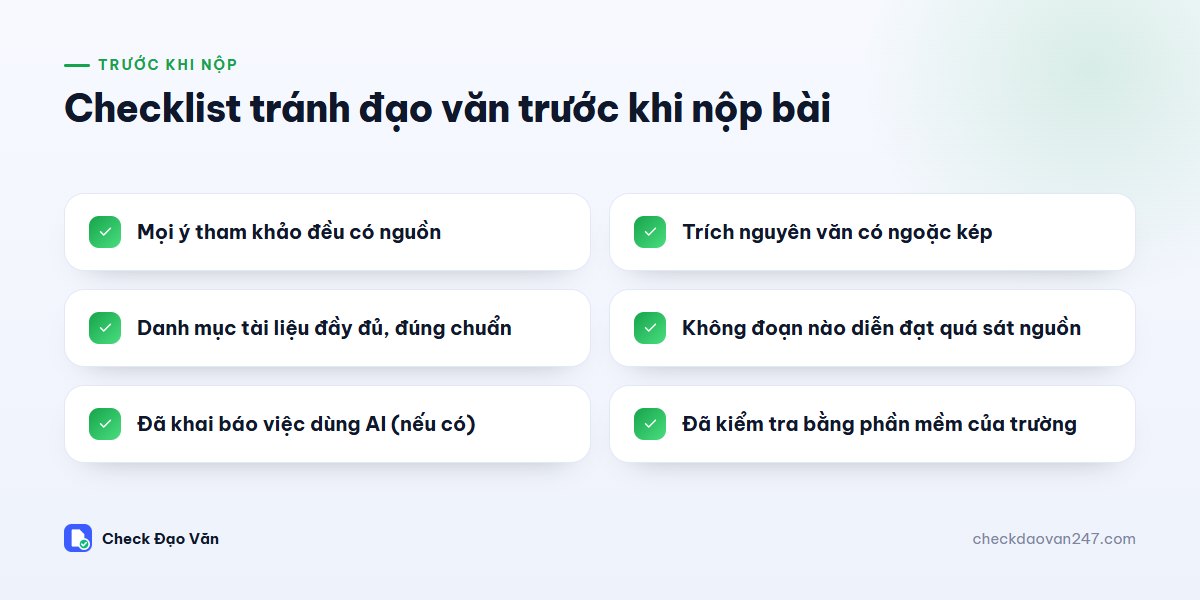 TRƯỚC KHI NỘP
Checklist tránh đạo văn trước khi nộp bài
Mọi ý tham khảo đều có nguồn
Trích nguyên văn có ngoặc kép
Danh mục tài liệu đầy đủ, đúng chuẩn
Không đoạn nào diễn đạt quá sát nguồn
Đã khai báo việc dùng AI (nếu có)
Đã kiểm tra bằng phần mềm của trường
Check Đạo Văn
checkdaovan247.com